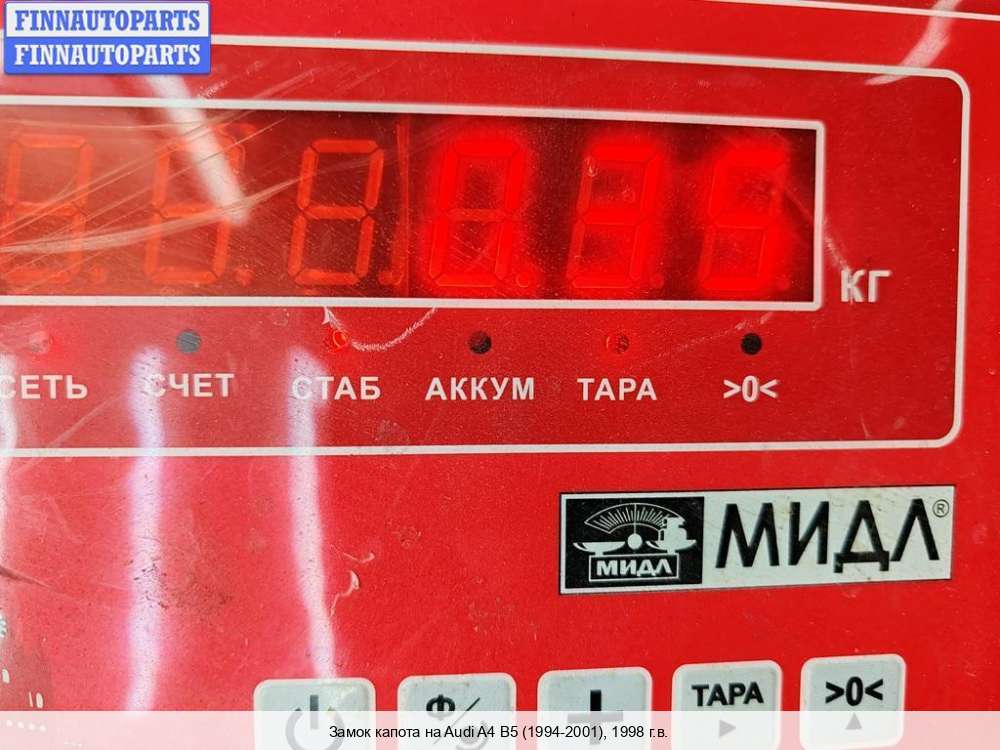 FINNAUTOPARTS
FINNAUTOPARTS
0.35
КГ
СЕТЬ СЧЕТ СТАБ АККУМ ТАРА >0<
МИДЛ МИДЛ®
ТАРА >0<
Замок капота на Audi A4 B5 (1994-2001), 1998 г.в.